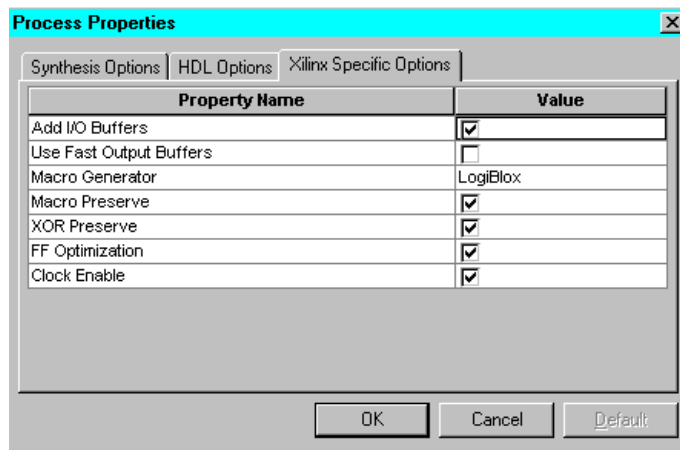 Process Properties
Synthesis Options HDL Options Xilinx Specific Options
Property Name Value
Add I/O Buffers
Use Fast Output Buffers
Macro Generator LogiBlox
Macro Preserve
XOR Preserve
FF Optimization
Clock Enable
OK Cancel Default